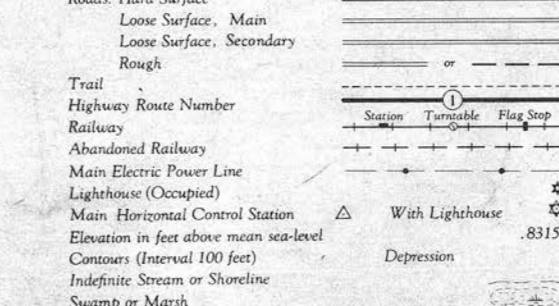 Roads: Hard Surface
Loose Surface, Main
Loose Surface, Secondary
Rough or
Trail
Highway Route Number 1
Station Turntable Flag Stop
Railway
Abandoned Railway
Main Electric Power Line
Lighthouse (Occupied)
Main Horizontal Control Station With Lighthouse
Elevation in feet above mean sea-level .8315
Contours (Interval 100 feet) Depression
Indefinite Stream or Shoreline
Swamp or Marsh